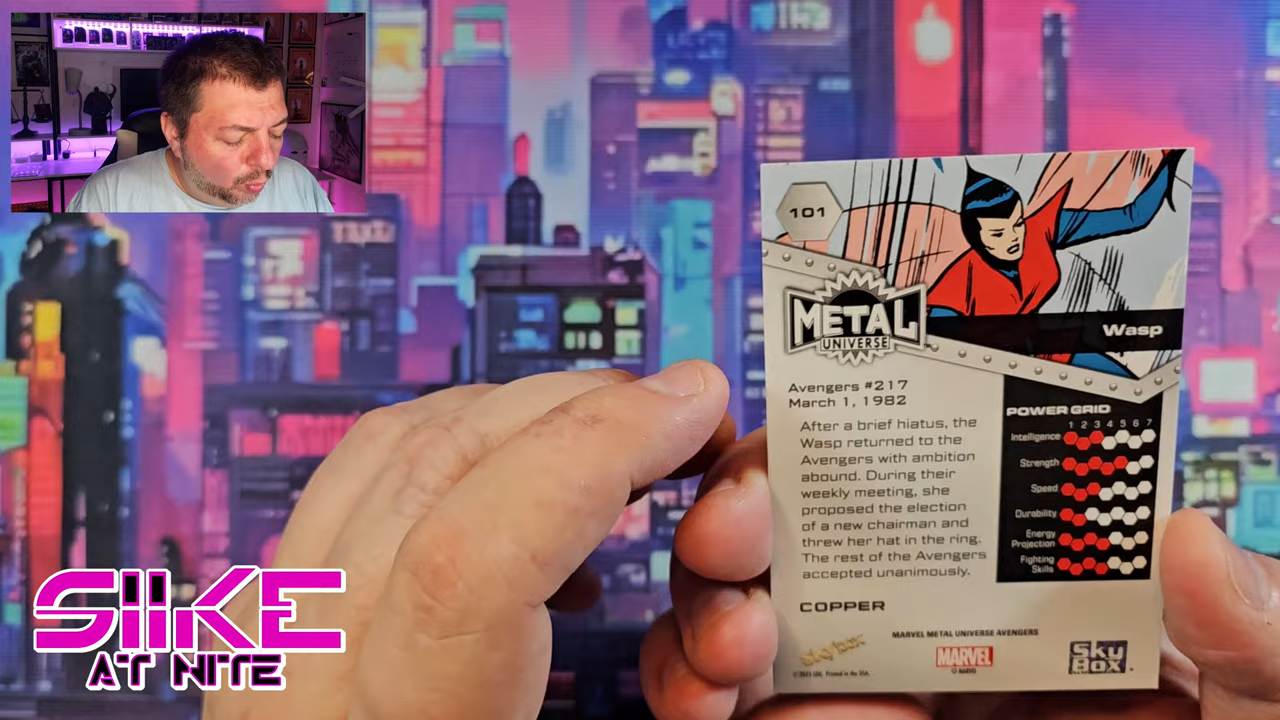 101
METAL
UNIVERSE
Wasp
Avengers #217
March 1, 1982
After a brief hiatus, the
Wasp returned to the
Avengers with ambition
abound. During their
weekly meeting, she
proposed the election
of a new chairman and
threw her hat in the ring.
The rest of the Avengers
accepted unanimously.
POWER GRID
1 2 3 4 5 6 7
Intelligence
Strength
Speed
Durability
Energy
Projection
Fighting
Skills
COPPER
MARVEL METAL UNIVERSE AVENGERS
Skybox
MARVEL
© MARVEL
Sky
Box
SIIKE
AT NITE